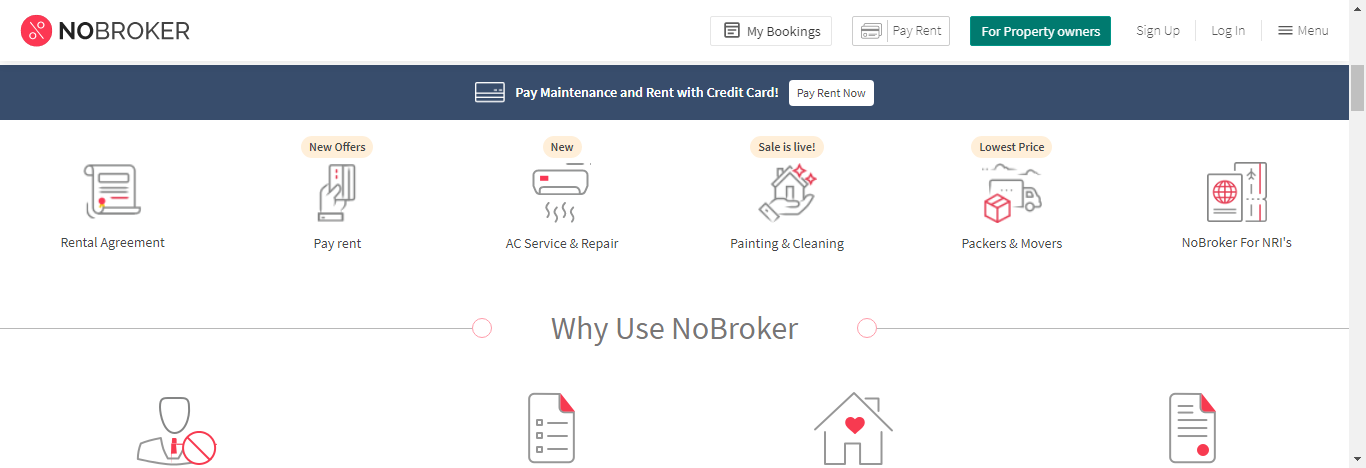 NOBROKER
My Bookings
Pay Rent
For Property owners
Sign Up
Log In
Menu
Pay Maintenance and Rent with Credit Card!
Pay Rent Now
New Offers
New
Sale is live!
Lowest Price
Rental Agreement
Pay rent
AC Service & Repair
Painting & Cleaning
Packers & Movers
NoBroker For NRI's
Why Use NoBroker